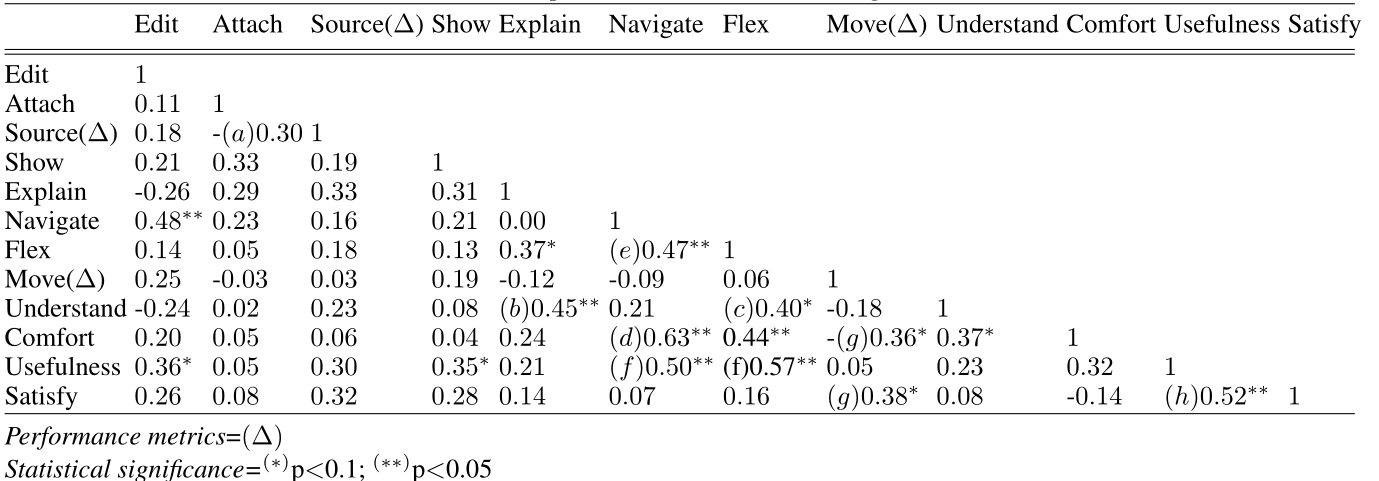 Edit Attach Source(Δ) Show Explain Navigate Flex Move(Δ) Understand Comfort Usefulness Satisfy
Edit 1
Attach 0.11 1
Source(Δ) 0.18 -(a)0.30 1
Show 0.21 0.33 0.19 1
Explain -0.26 0.29 0.33 0.31 1
Navigate 0.48** 0.23 0.16 0.21 0.00 1
Flex 0.14 0.05 0.18 0.13 0.37* (e)0.47** 1
Move(Δ) 0.25 -0.03 0.03 0.19 -0.12 -0.09 0.06 1
Understand -0.24 0.02 0.23 0.08 (b)0.45** 0.21 (c)0.40* -0.18 1
Comfort 0.20 0.05 0.06 0.04 0.24 (d)0.63** 0.44** -(g)0.36* 0.37* 1
Usefulness 0.36* 0.05 0.30 0.35* 0.21 (f)0.50** (f)0.57** 0.05 0.23 0.32 1
Satisfy 0.26 0.08 0.32 0.28 0.14 0.07 0.16 (g)0.38* 0.08 -0.14 (h)0.52** 1
Performance metrics=(Δ)
Statistical significance=(*)p<0.1; (**)p<0.05